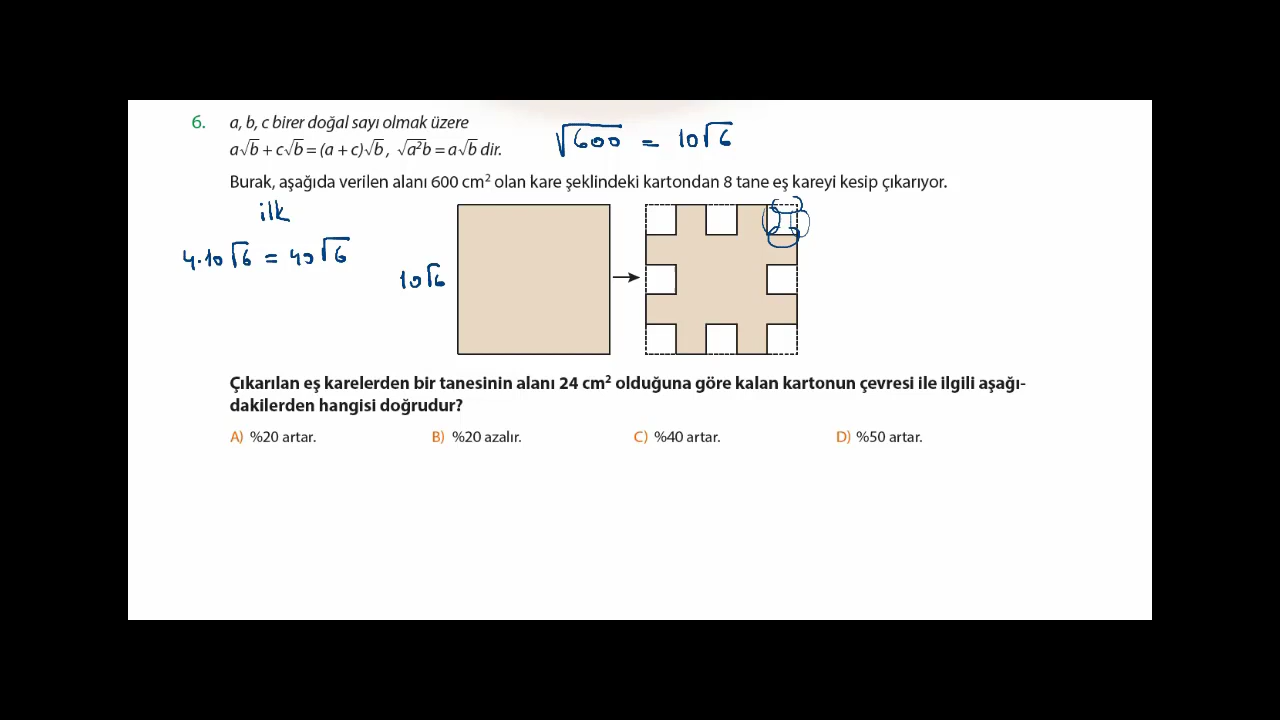 6. a, b, c birer doğal sayı olmak üzere
a√b + c√b = (a + c)√b , √a²b = a√b dir.
√600 = 10√6
Burak, aşağıda verilen alanı 600 cm² olan kare şeklindeki kartondan 8 tane eş kareyi kesip çıkarıyor.
ilk
4.10√6 = 40√6
10√6
Çıkarılan eş karelerden bir tanesinin alanı 24 cm² olduğuna göre kalan kartonun çevresi ile ilgili aşağı-
dakilerden hangisi doğrudur?
A) %20 artar. B) %20 azalır. C) %40 artar. D) %50 artar.